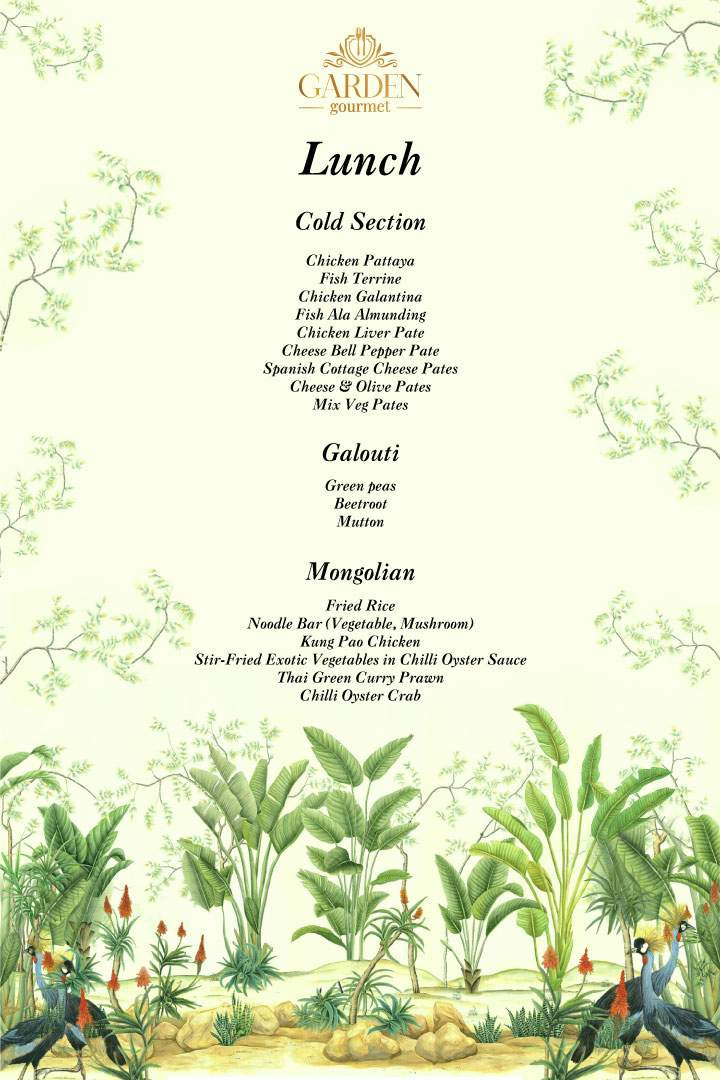 GARDEN
gourmet
Lunch
Cold Section
Chicken Pattaya
Fish Terrine
Chicken Galantina
Fish Ala Almunding
Chicken Liver Pate
Cheese Bell Pepper Pate
Spanish Cottage Cheese Pates
Cheese & Olive Pates
Mix Veg Pates
Galouti
Green peas
Beetroot
Mutton
Mongolian
Fried Rice
Noodle Bar (Vegetable, Mushroom)
Kung Pao Chicken
Stir-Fried Exotic Vegetables in Chilli Oyster Sauce
Thai Green Curry Prawn
Chilli Oyster Crab